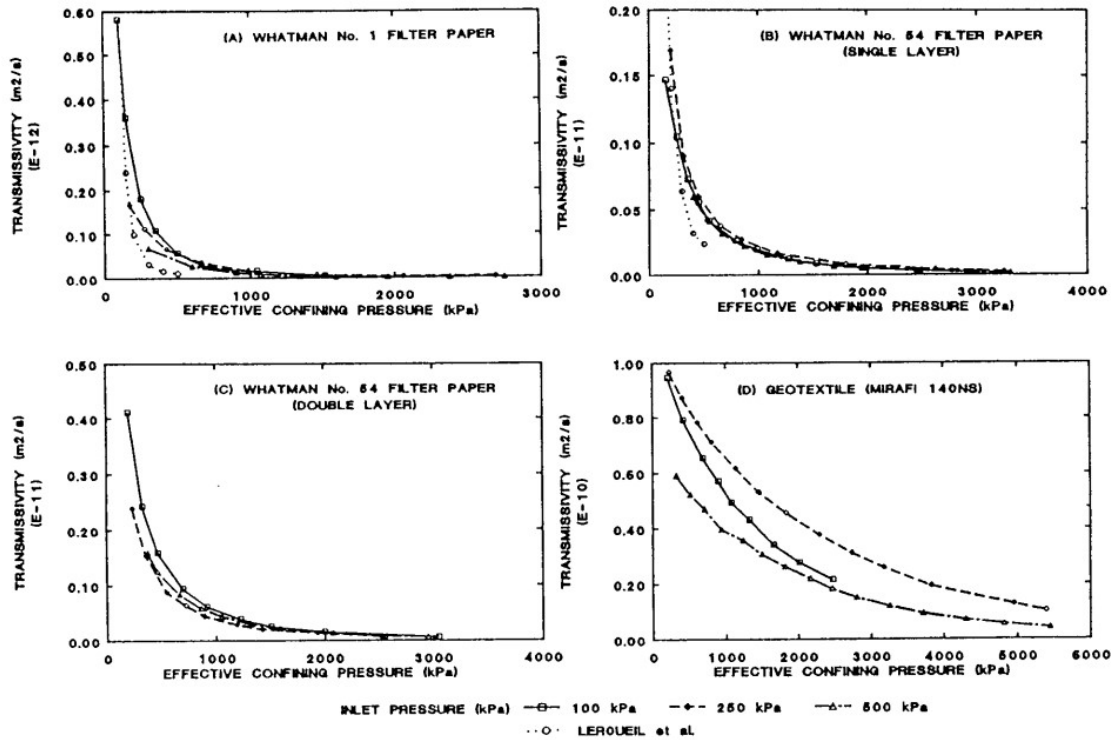 0.60
0.50
0.40
0.30
0.20
0.10
0.00
TRANSMISSIVITY (m2/s)
(E-12)
(A) WHATMAN No. 1 FILTER PAPER
0 1000 2000 3000
EFFECTIVE CONFINING PRESSURE (kPa)
0.20
0.15
0.10
0.05
0.00
TRANSMISSIVITY (m2/s)
(E-11)
(B) WHATMAN No. 54 FILTER PAPER
(SINGLE LAYER)
0 1000 2000 3000 4000
EFFECTIVE CONFINING PRESSURE (kPa)
0.50
0.40
0.30
0.20
0.10
0.00
TRANSMISSIVITY (m2/s)
(E-11)
(C) WHATMAN No. 54 FILTER PAPER
(DOUBLE LAYER)
0 1000 2000 3000 4000
EFFECTIVE CONFINING PRESSURE (kPa)
1.00
0.80
0.60
0.40
0.20
0.00
TRANSMISSIVITY (m2/s)
(E-10)
(D) GEOTEXTILE (MIRAFI 140NS)
0 1000 2000 3000 4000 5000 6000
EFFECTIVE CONFINING PRESSURE (kPa)
INLET PRESSURE (kPa) 100 kPa 250 kPa 500 kPa
LEROUEIL et al.